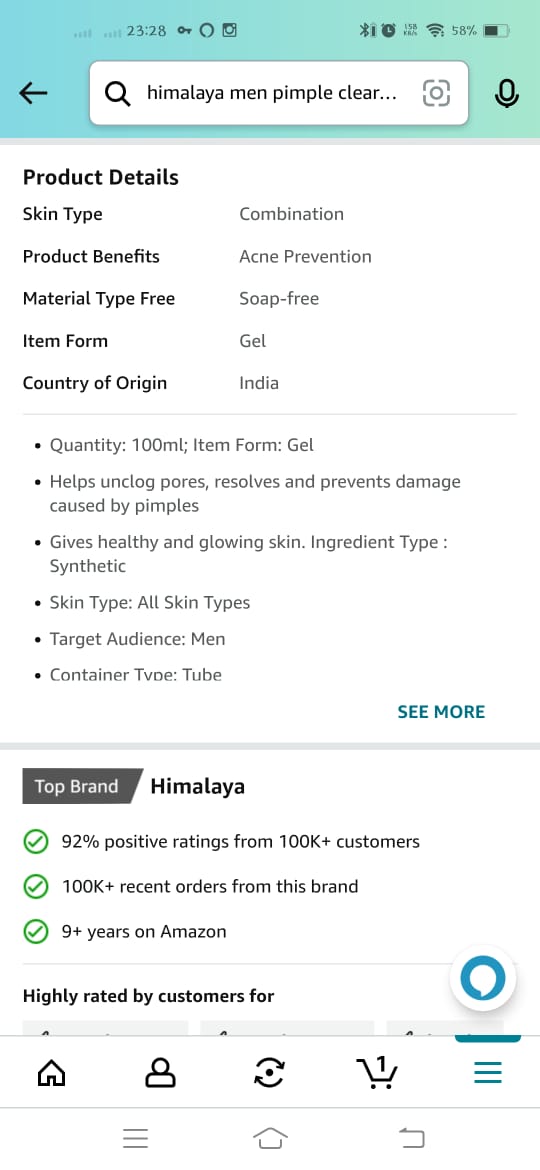 23:28
158
KB/s
58%
himalaya men pimple clear...
Product Details
Skin Type Combination
Product Benefits Acne Prevention
Material Type Free Soap-free
Item Form Gel
Country of Origin India
• Quantity: 100ml; Item Form: Gel
• Helps unclog pores, resolves and prevents damage
caused by pimples
• Gives healthy and glowing skin. Ingredient Type :
Synthetic
• Skin Type: All Skin Types
• Target Audience: Men
• Container Type: Tube
SEE MORE
Top Brand Himalaya
92% positive ratings from 100K+ customers
100K+ recent orders from this brand
9+ years on Amazon
Highly rated by customers for
1